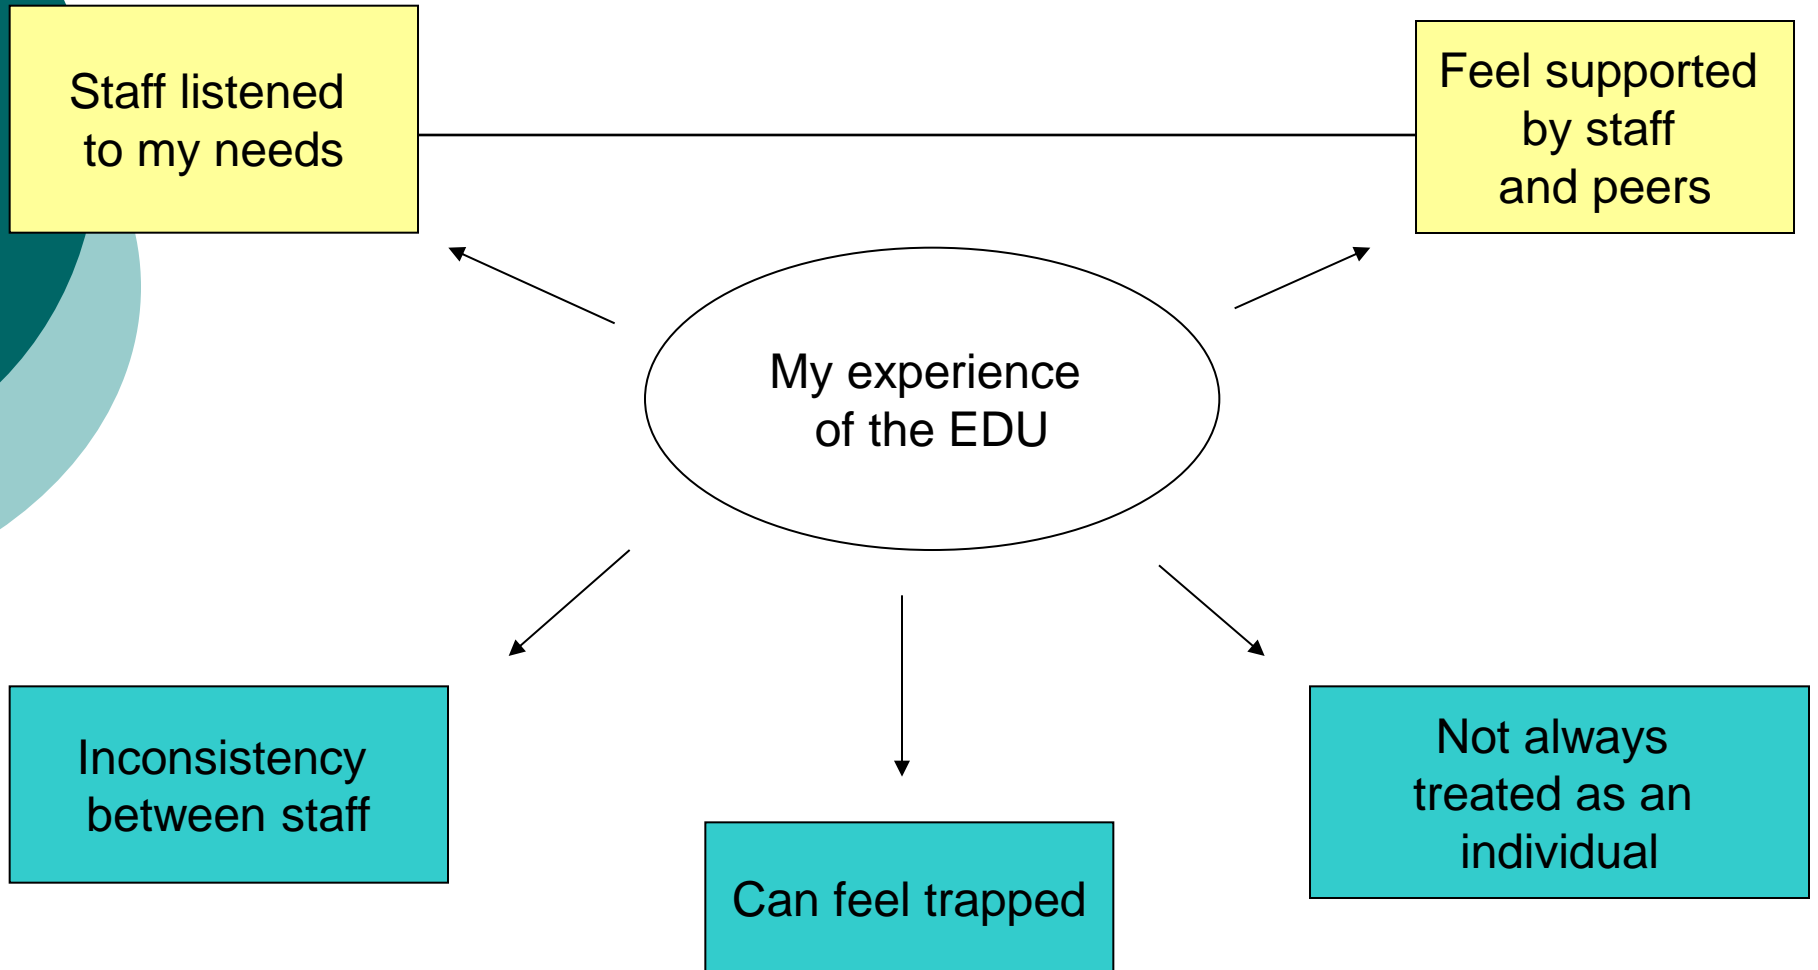 Staff listened
to my needs
Feel supported
by staff
and peers
My experience
of the EDU
Inconsistency
between staff
Can feel trapped
Not always
treated as an
individual